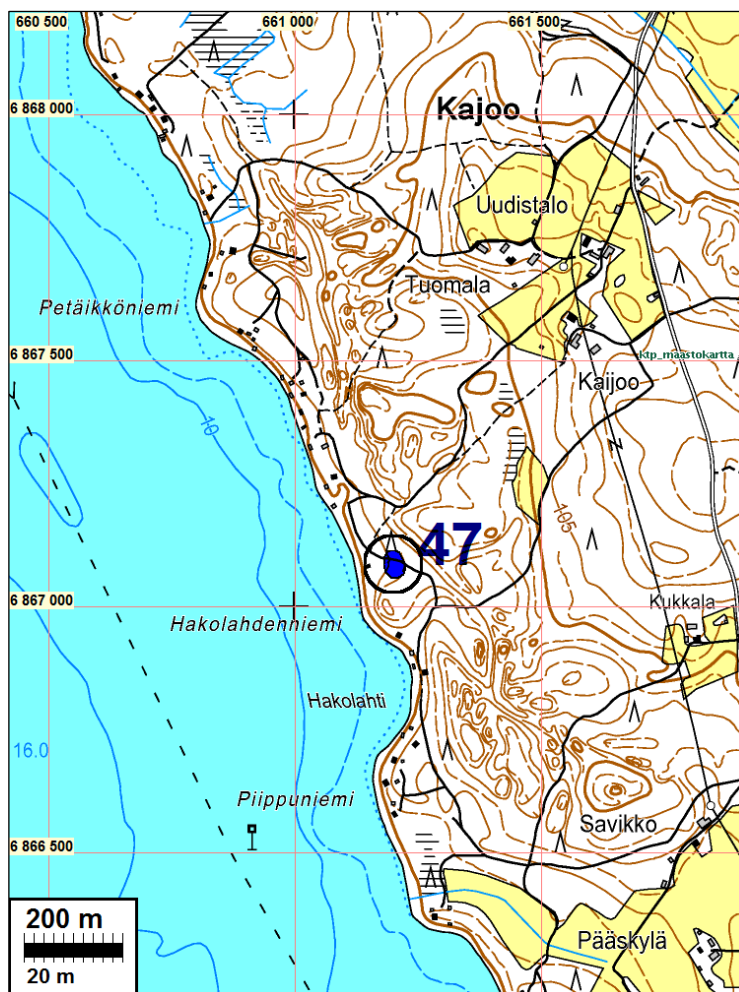 660 500
661 000
661 500
6 868 000
Kajoo
Uudistalo
Tuomala
Petäikköniemi
6 867 500
ktp_maastokartta
Kaijoo
10
105
47
6 867 000
Kukkala
Hakolahdenniemi
Hakolahti
16.0
Piippuniemi
Savikko
6 866 500
200 m
20 m
Pääskylä